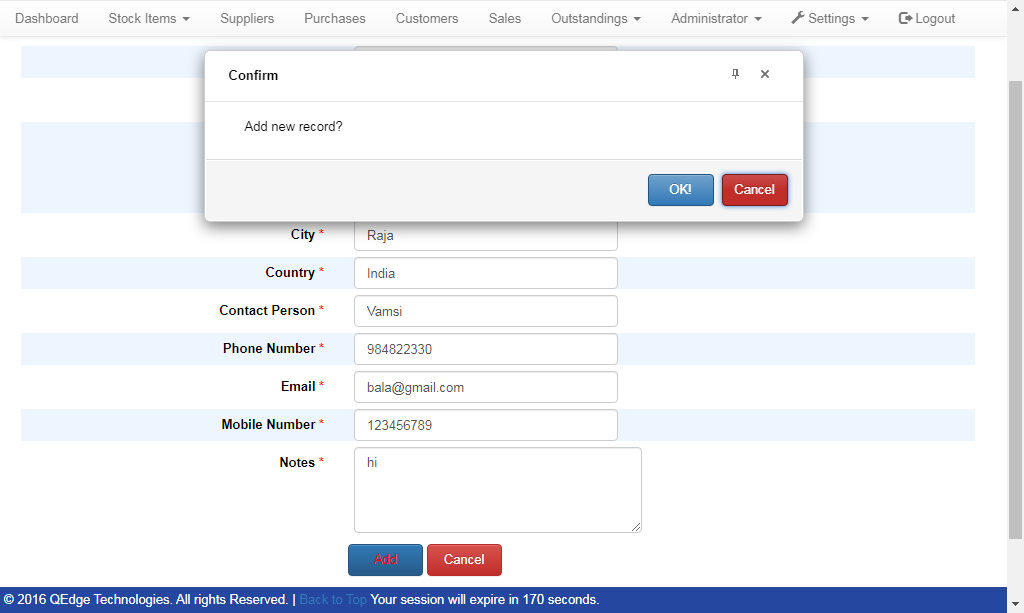 Dashboard Stock Items Suppliers Purchases Customers Sales Outstandings Administrator Settings Logout
Confirm
Add new record?
OK! Cancel
City * Raja
Country * India
Contact Person * Vamsi
Phone Number * 984822330
Email * bala@gmail.com
Mobile Number * 123456789
Notes * hi
Add Cancel
© 2016 QEdge Technologies. All rights Reserved. | Back to Top Your session will expire in 170 seconds.